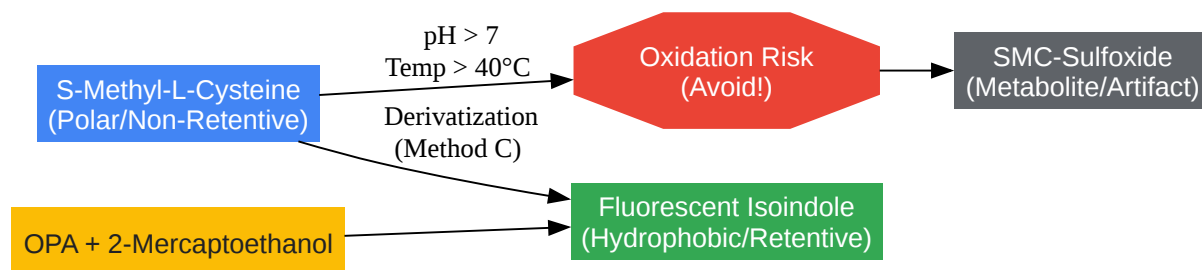 S-Methyl-L-Cysteine
(Polar/Non-Retentive)
pH > 7
Temp > 40°C
Oxidation Risk
(Avoid!)
SMC-Sulfoxide
(Metabolite/Artifact)
Derivatization
(Method C)
OPA + 2-Mercaptoethanol
Fluorescent Isoindole
(Hydrophobic/Retentive)